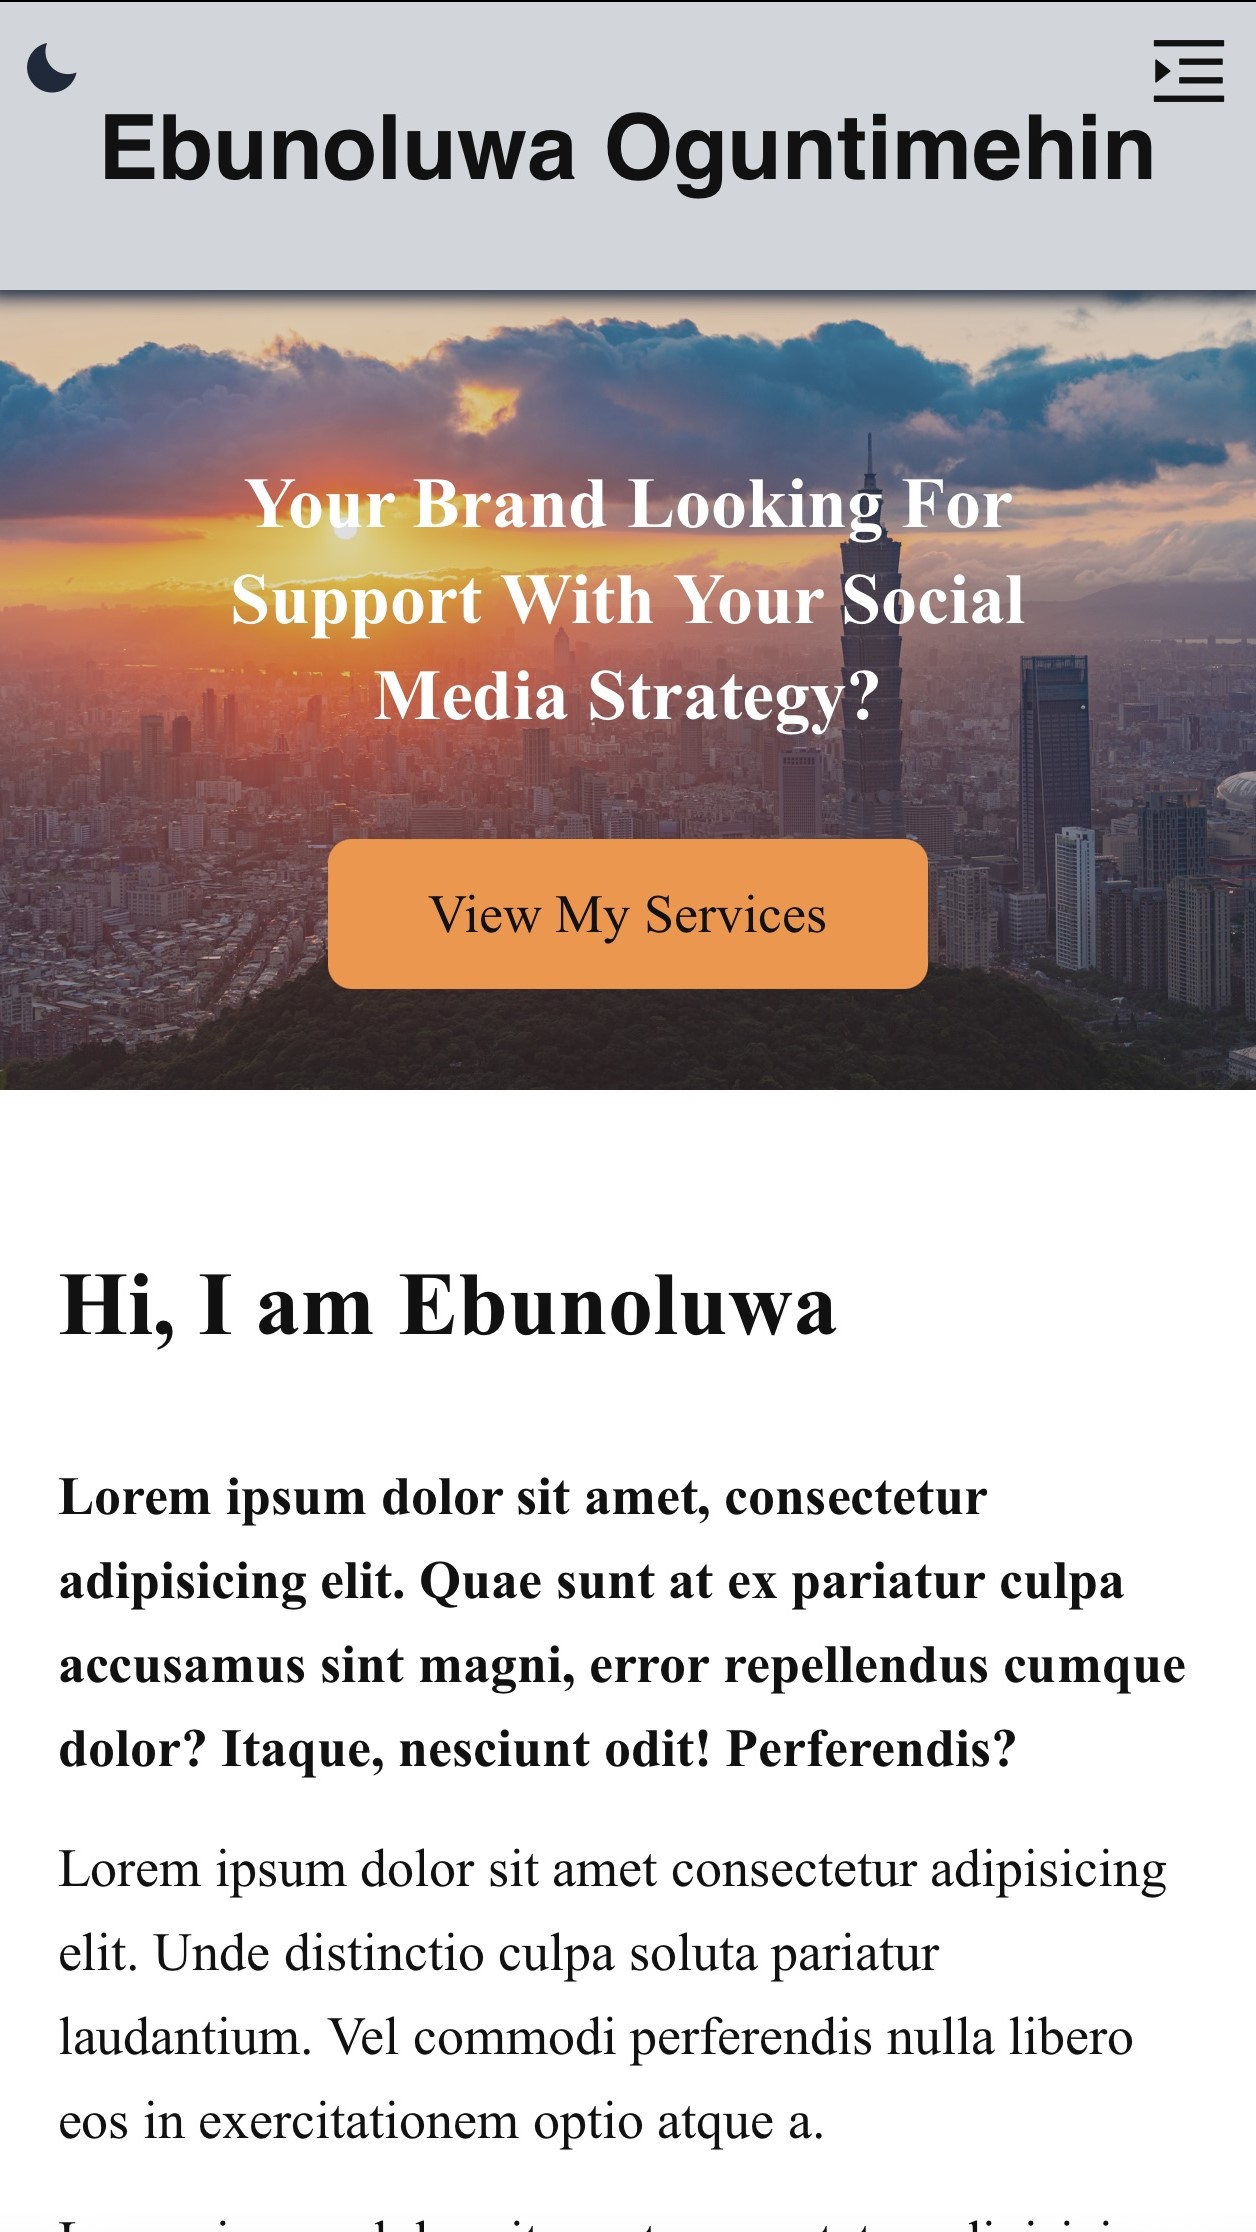 Ebunoluwa Oguntimehin
Your Brand Looking For
Support With Your Social
Media Strategy?
View My Services
Hi, I am Ebunoluwa
Lorem ipsum dolor sit amet, consectetur
adipisicing elit. Quae sunt at ex pariatur culpa
accusamus sint magni, error repellendus cumque
dolor? Itaque, nesciunt odit! Perferendis?
Lorem ipsum dolor sit amet consectetur adipisicing
elit. Unde distinctio culpa soluta pariatur
laudantium. Vel commodi perferendis nulla libero
eos in exercitationem optio atque a.